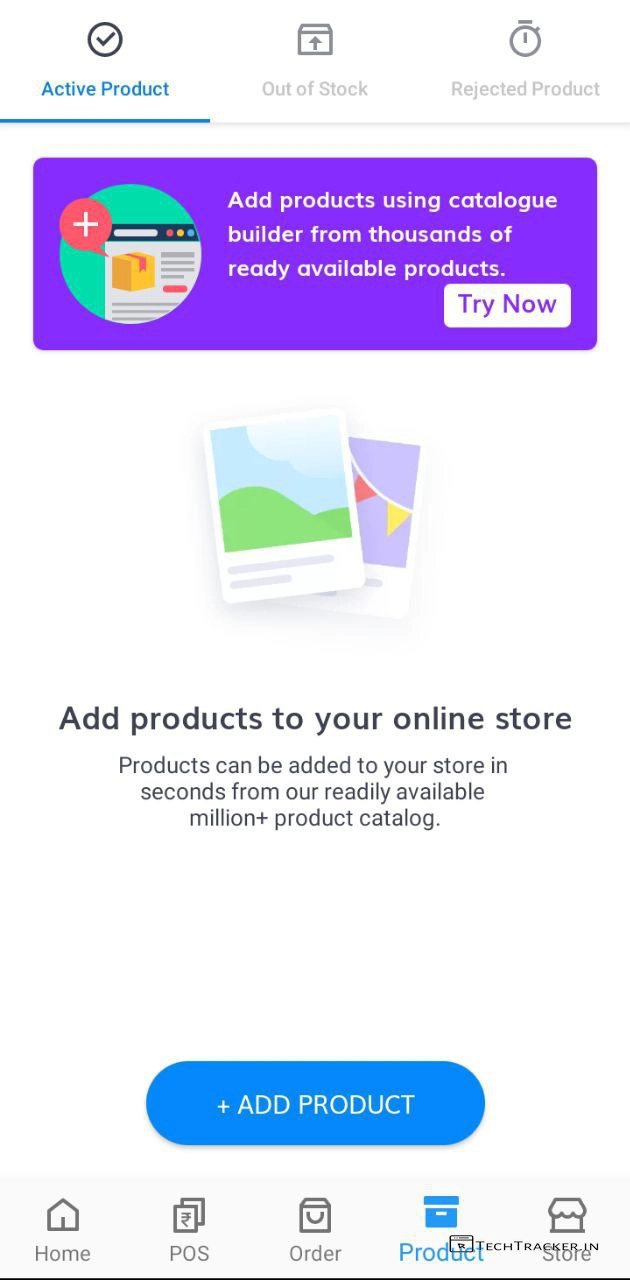 Active Product
Out of Stock
Rejected Product
Add products using catalogue
builder from thousands of
ready available products.
Try Now
Add products to your online store
Products can be added to your store in
seconds from our readily available
million+ product catalog.
+ ADD PRODUCT
Home
POS
Order
Product
Store
TechTracker.in